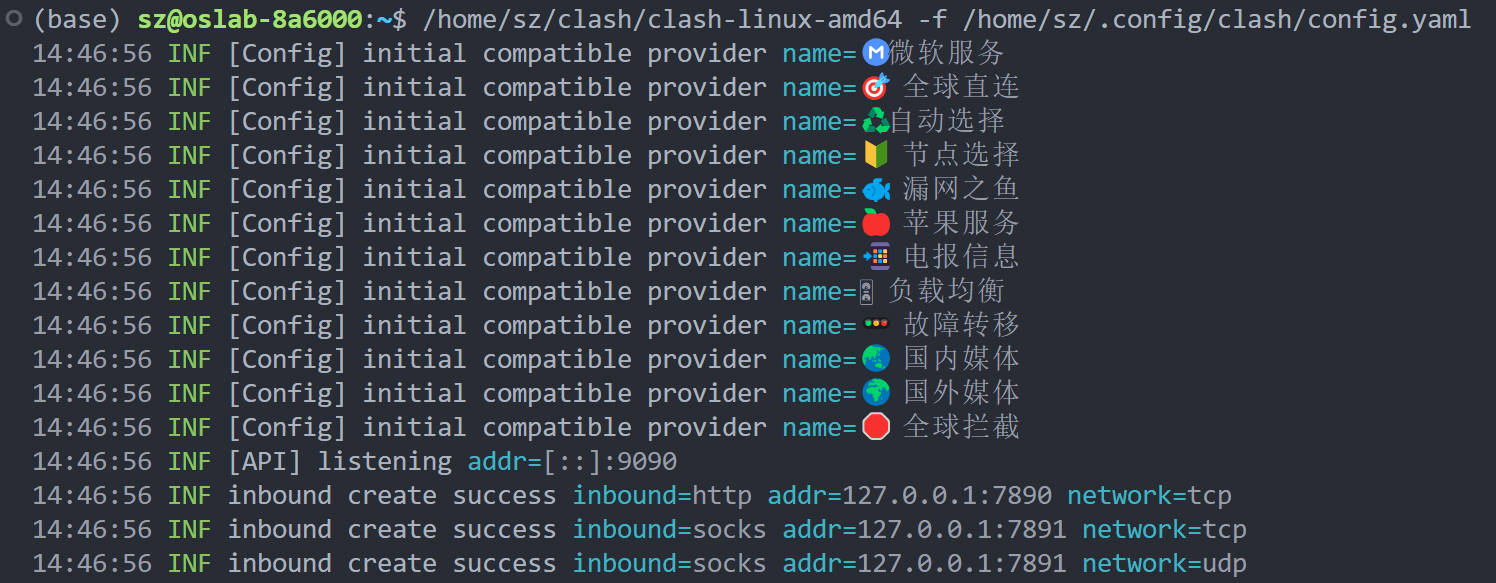 (base) sz@oslab-8a6000:~$ /home/sz/clash/clash-linux-amd64 -f /home/sz/.config/clash/config.yaml
14:46:56 INF [Config] initial compatible provider name=Ⓜ️微软服务
14:46:56 INF [Config] initial compatible provider name=🎯 全球直连
14:46:56 INF [Config] initial compatible provider name=♻️自动选择
14:46:56 INF [Config] initial compatible provider name=🔰 节点选择
14:46:56 INF [Config] initial compatible provider name=🐟 漏网之鱼
14:46:56 INF [Config] initial compatible provider name=🍎 苹果服务
14:46:56 INF [Config] initial compatible provider name=📲 电报信息
14:46:56 INF [Config] initial compatible provider name=🎛 负载均衡
14:46:56 INF [Config] initial compatible provider name=🚥 故障转移
14:46:56 INF [Config] initial compatible provider name=🌏 国内媒体
14:46:56 INF [Config] initial compatible provider name=🌍 国外媒体
14:46:56 INF [Config] initial compatible provider name=🛑 全球拦截
14:46:56 INF [API] listening addr=[::]:9090
14:46:56 INF inbound create success inbound=http addr=127.0.0.1:7890 network=tcp
14:46:56 INF inbound create success inbound=socks addr=127.0.0.1:7891 network=tcp
14:46:56 INF inbound create success inbound=socks addr=127.0.0.1:7891 network=udp